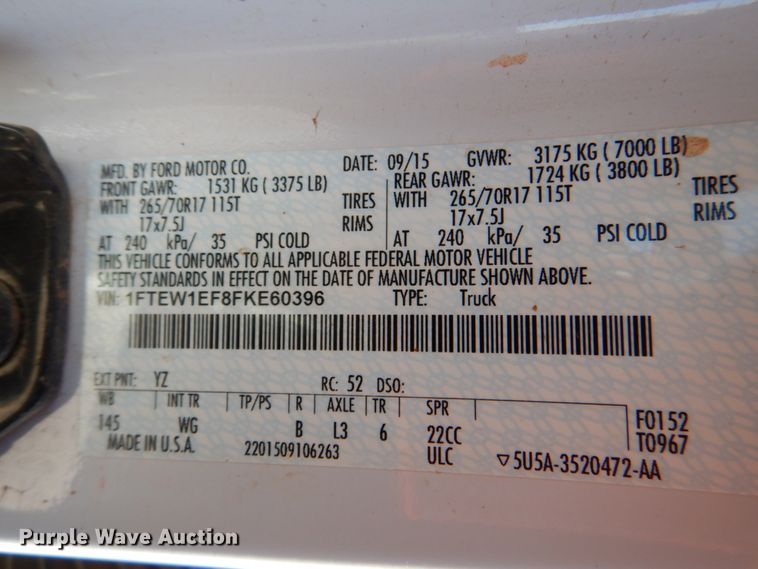 MFD. BY FORD MOTOR CO. DATE: 09/15 GVWR: 3175 KG ( 7000 LB)
FRONT GAWR: 1531 KG ( 3375 LB) REAR GAWR: 1724 KG ( 3800 LB)
WITH 265/70R17 115T TIRES WITH 265/70R17 115T TIRES
17x7.5J RIMS 17x7.5J RIMS
AT 240 kPa/ 35 PSI COLD AT 240 kPa/ 35 PSI COLD
THIS VEHICLE CONFORMS TO ALL APPLICABLE FEDERAL MOTOR VEHICLE
SAFETY STANDARDS IN EFFECT ON THE DATE OF MANUFACTURE SHOWN ABOVE.
VIN: 1FTEW1EF8FKE60396 TYPE: Truck
EXT PNT: YZ RC: 52 DSO:
WB INT TR TP/PS R AXLE TR SPR F0152
145 WG B L3 6 22CC T0967
MADE IN U.S.A. 2201509106263 ULC ▽5U5A-3520472-AA
Purple Wave Auction